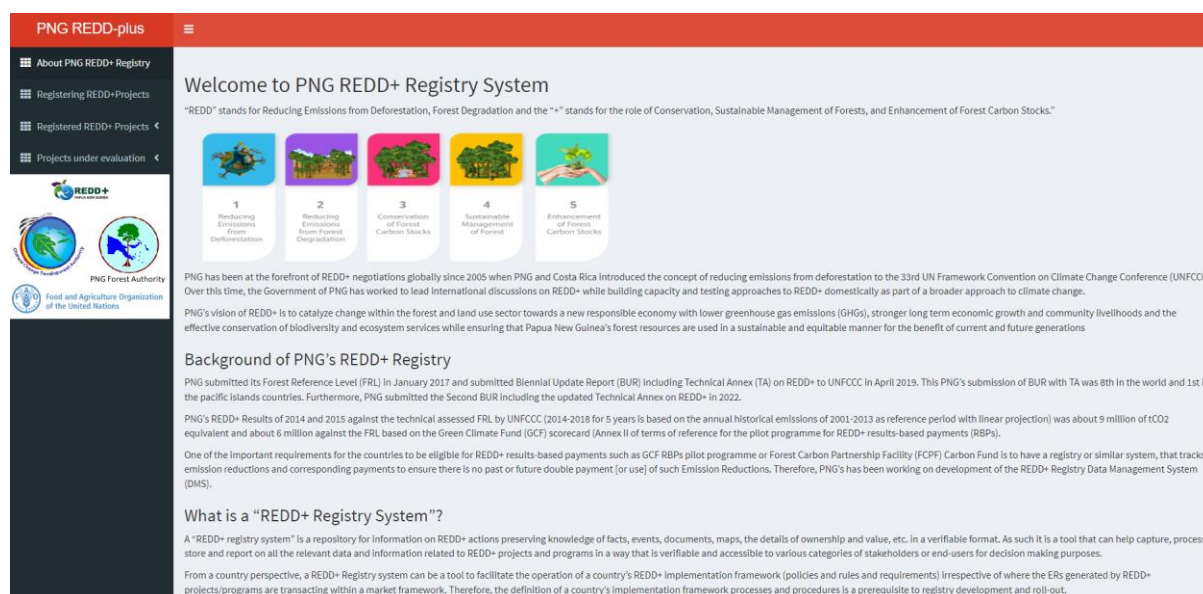 PNG REDD-plus
About PNG REDD+ Registry
Registering REDD+Projects
Registered REDD+ Projects
Projects under evaluation
REDD+
PAPUA NEW GUINEA
Climate Change Development Authority
PNG Forest Authority
FAO
Food and Agriculture Organization
of the United Nations
Welcome to PNG REDD+ Registry System
“REDD” stands for Reducing Emissions from Deforestation, Forest Degradation and the “+” stands for the role of Conservation, Sustainable Management of Forests, and Enhancement of Forest Carbon Stocks.”
1
Reducing
Emissions
from
Deforestation
2
Reducing
Emissions
from Forest
Degradation
3
Conservation
of Forest
Carbon Stocks
4
Sustainable
Management
of Forest
5
Enhancement
of Forest
Carbon Stocks
PNG has been at the forefront of REDD+ negotiations globally since 2005 when PNG and Costa Rica introduced the concept of reducing emissions from deforestation to the 33rd UN Framework Convention on Climate Change Conference (UNFCC
Over this time, the Government of PNG has worked to lead international discussions on REDD+ while building capacity and testing approaches to REDD+ domestically as part of a broader approach to climate change.
PNG’s vision of REDD+ is to catalyze change within the forest and land use sector towards a new responsible economy with lower greenhouse gas emissions (GHGs), stronger long term economic growth and community livelihoods and the
effective conservation of biodiversity and ecosystem services while ensuring that Papua New Guinea’s forest resources are used in a sustainable and equitable manner for the benefit of current and future generations
Background of PNG’s REDD+ Registry
PNG submitted its Forest Reference Level (FRL) in January 2017 and submitted Biennial Update Report (BUR) including Technical Annex (TA) on REDD+ to UNFCCC in April 2019. This PNG’s submission of BUR with TA was 8th in the world and 1st i
the pacific islands countries. Furthermore, PNG submitted the Second BUR including the updated Technical Annex on REDD+ in 2022.
PNG’s REDD+ Results of 2014 and 2015 against the technical assessed FRL by UNFCCC (2014-2018 for 5 years is based on the annual historical emissions of 2001-2013 as reference period with linear projection) was about 9 million of tCO2
equivalent and about 6 million against the FRL based on the Green Climate Fund (GCF) scorecard (Annex II of terms of reference for the pilot programme for REDD+ results-based payments (RBPs).
One of the important requirements for the countries to be eligible for REDD+ results-based payments such as GCF RBPs pilot programme or Forest Carbon Partnership Facility (FCPF) Carbon Fund is to have a registry or similar system, that tracks
emission reductions and corresponding payments to ensure there is no past or future double payment [or use] of such Emission Reductions. Therefore, PNG’s has been working on development of the REDD+ Registry Data Management System
(DMS).
What is a “REDD+ Registry System”?
A “REDD+ registry system” is a repository for information on REDD+ actions preserving knowledge of facts, events, documents, maps, the details of ownership and value, etc. in a verifiable format. As such it is a tool that can help capture, process
store and report on all the relevant data and information related to REDD+ projects and programs in a way that is verifiable and accessible to various categories of stakeholders or end-users for decision making purposes.
From a country perspective, a REDD+ Registry system can be a tool to facilitate the operation of a country’s REDD+ implementation framework (policies and rules and requirements) irrespective of where the ERs generated by REDD+
projects/programs are transacting within a market framework. Therefore, the definition of a country’s implementation framework processes and procedures is a prerequisite to registry development and roll-out.